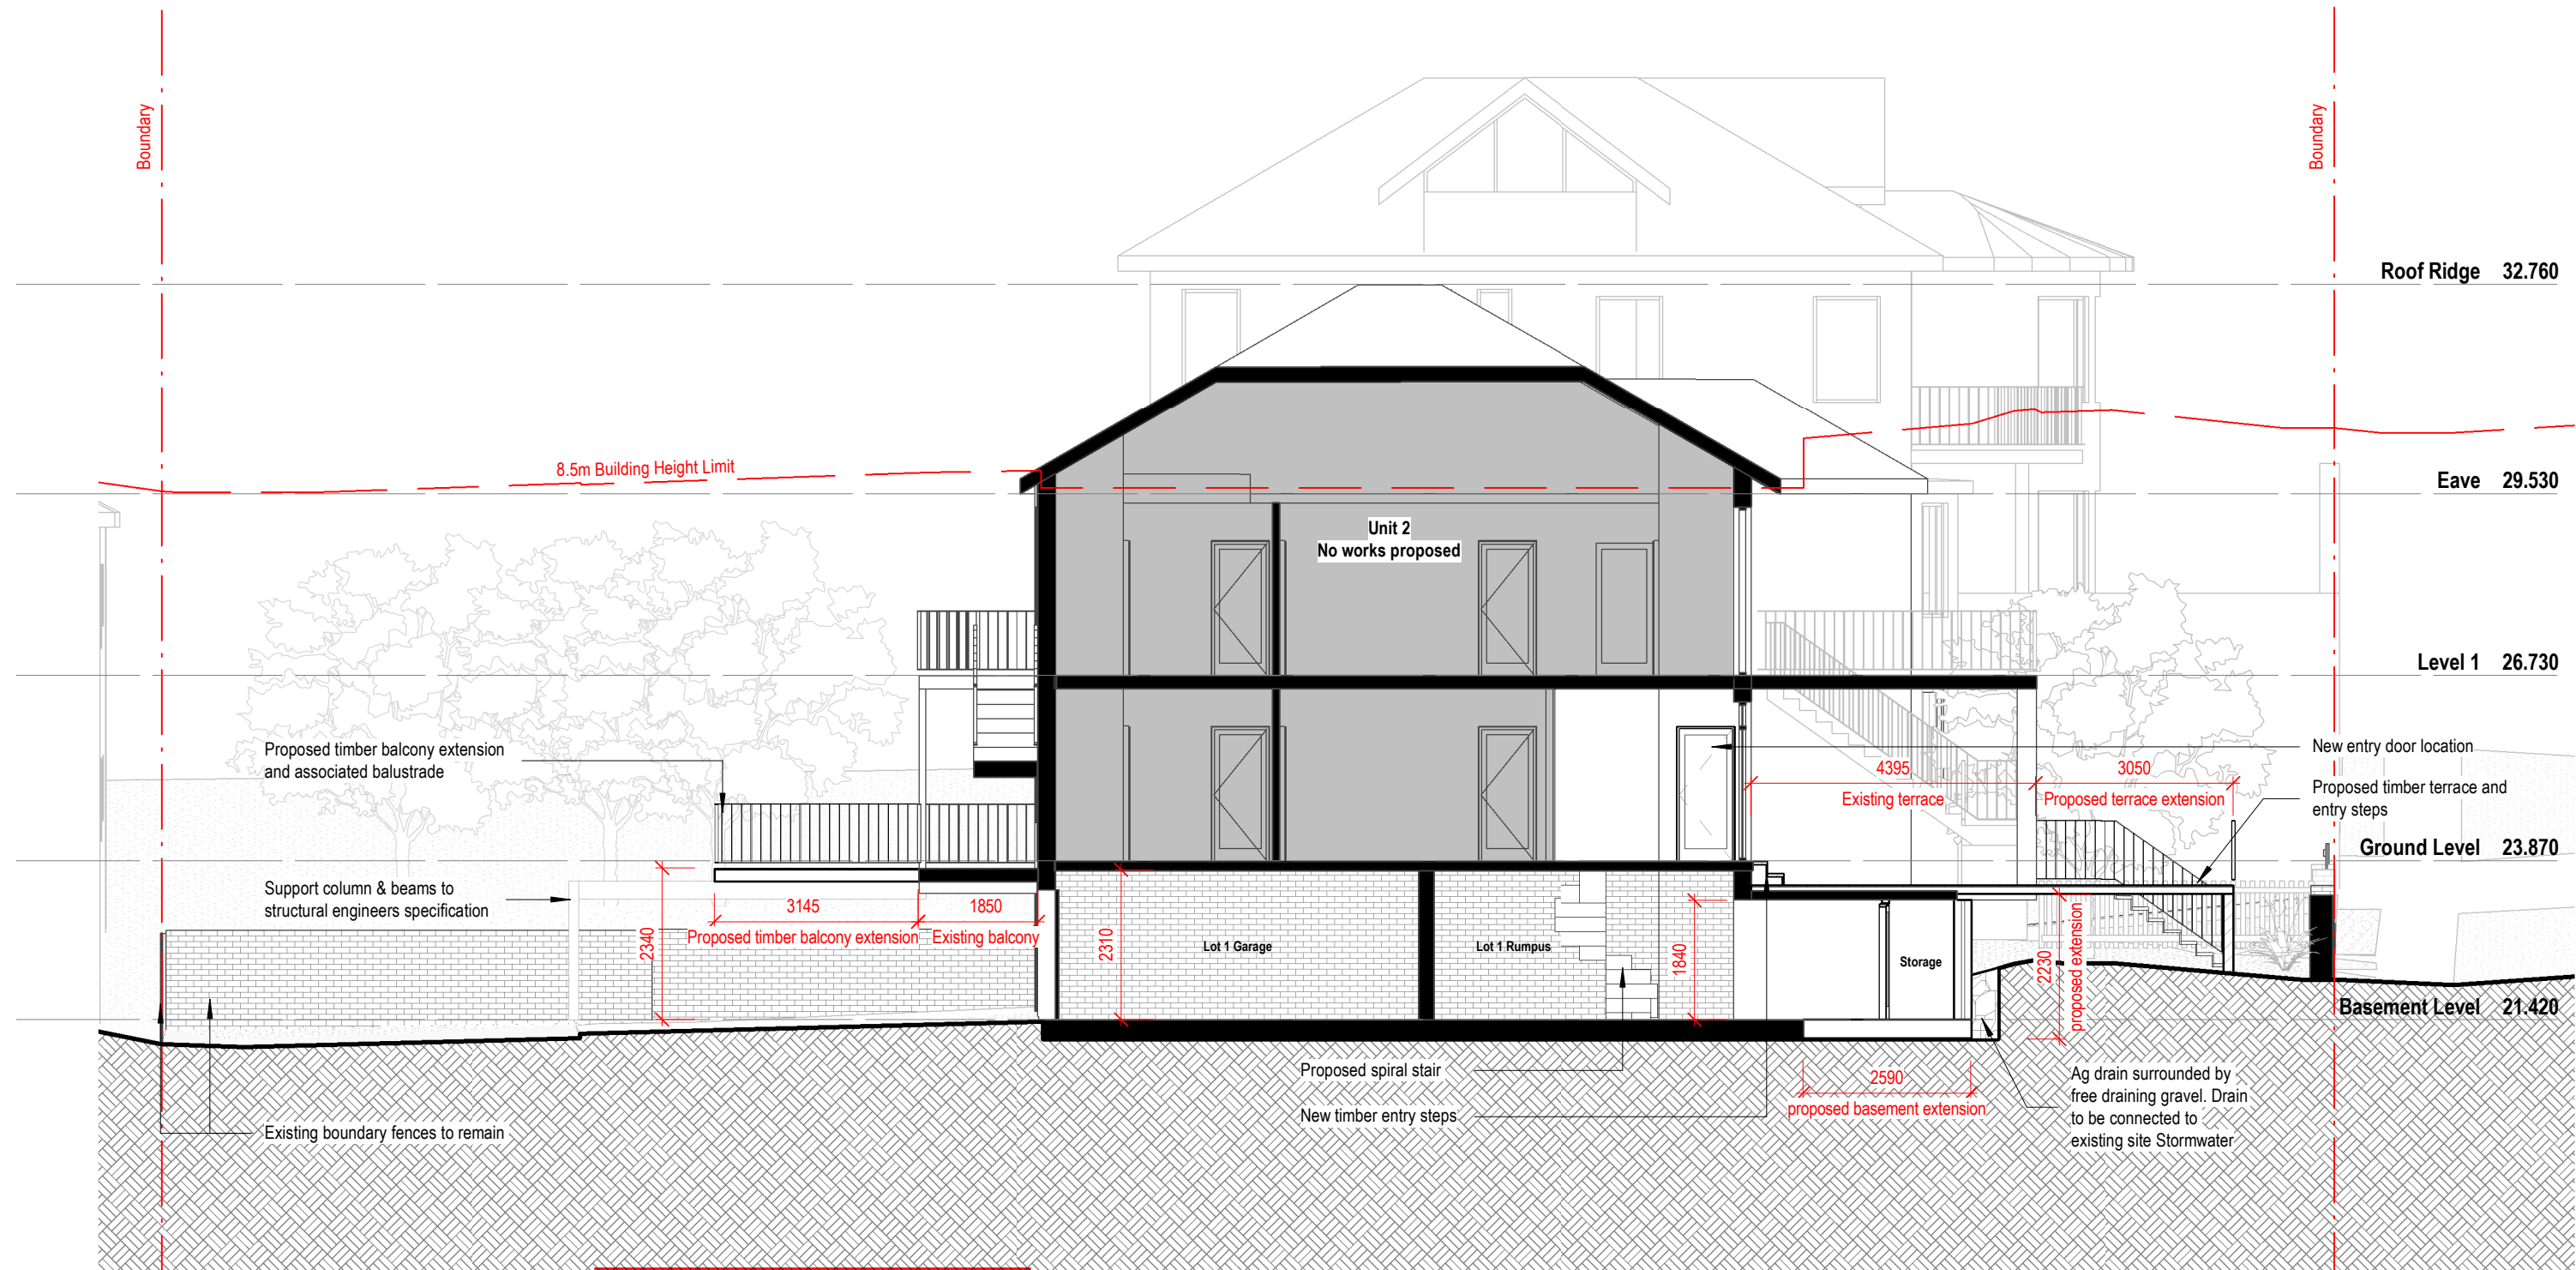 Boundary
Boundary
Roof Ridge 32.760
8.5m Building Height Limit
Eave 29.530
Unit 2
No works proposed
Level 1 26.730
Proposed timber balcony extension
and associated balustrade
New entry door location
4395
3050
Existing terrace
Proposed terrace extension
Proposed timber terrace and
entry steps
Ground Level 23.870
Support column & beams to
structural engineers specification
3145
1850
Proposed timber balcony extension
Existing balcony
2340
2310
Lot 1 Garage
Lot 1 Rumpus
1840
Storage
2230
proposed extension
Basement Level 21.420
Proposed spiral stair
2590
proposed basement extension
New timber entry steps
Ag drain surrounded by
free draining gravel. Drain
to be connected to
existing site Stormwater
Existing boundary fences to remain